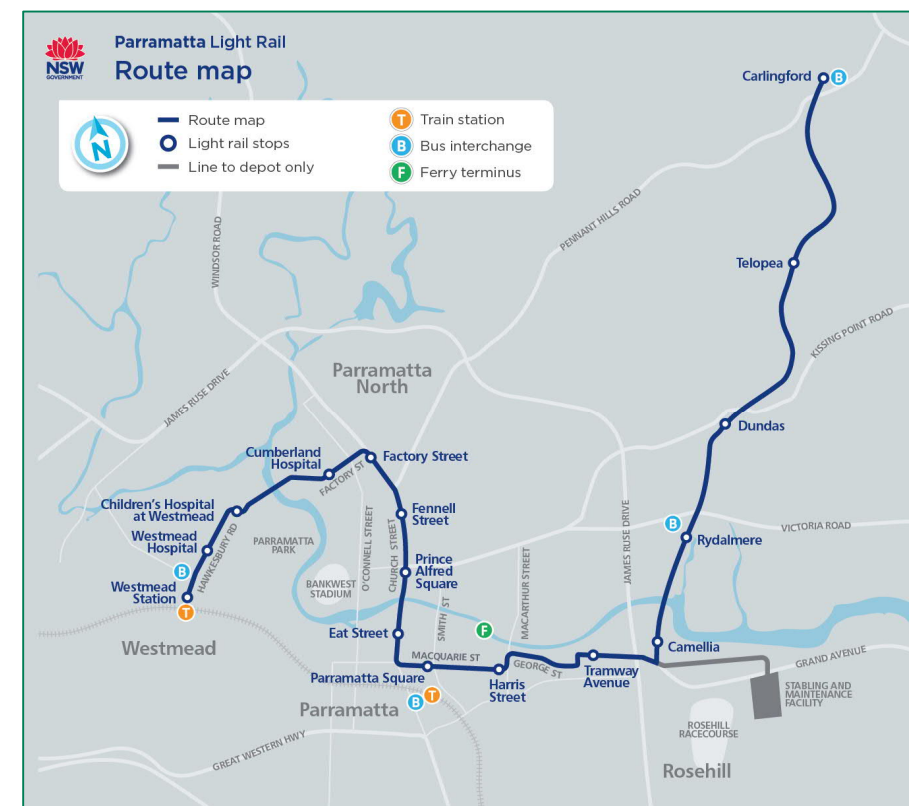 Parramatta Light Rail
Route map
NSW
GOVERNMENT
N
Route map
Light rail stops
Line to depot only
T Train station
B Bus interchange
F Ferry terminus
Carlingford
B
WINDSOR ROAD
PENNANT HILLS ROAD
Telopea
KISSING POINT ROAD
JAMES RUSE DRIVE
Parramatta
North
Dundas
Cumberland
Hospital
FACTORY ST
Factory Street
Children's Hospital
at Westmead
Fennell
Street
Westmead
Hospital
HAWKESBURY RD
PARRAMATTA
PARK
O'CONNELL STREET
CHURCH STREET
B
VICTORIA ROAD
Rydalmere
JAMES RUSE DRIVE
B
Westmead
Station
T
BANKWEST
STADIUM
Prince
Alfred
Square
SMITH ST
MACARTHUR STREET
Westmead
Eat Street
F
Camellia
MACQUARIE ST
GEORGE ST
GRAND AVENUE
Parramatta Square
Harris
Street
Tramway
Avenue
STABLING AND
MAINTENANCE
FACILITY
Parramatta
B
T
GREAT WESTERN HWY
ROSEHILL
RACECOURSE
Rosehill